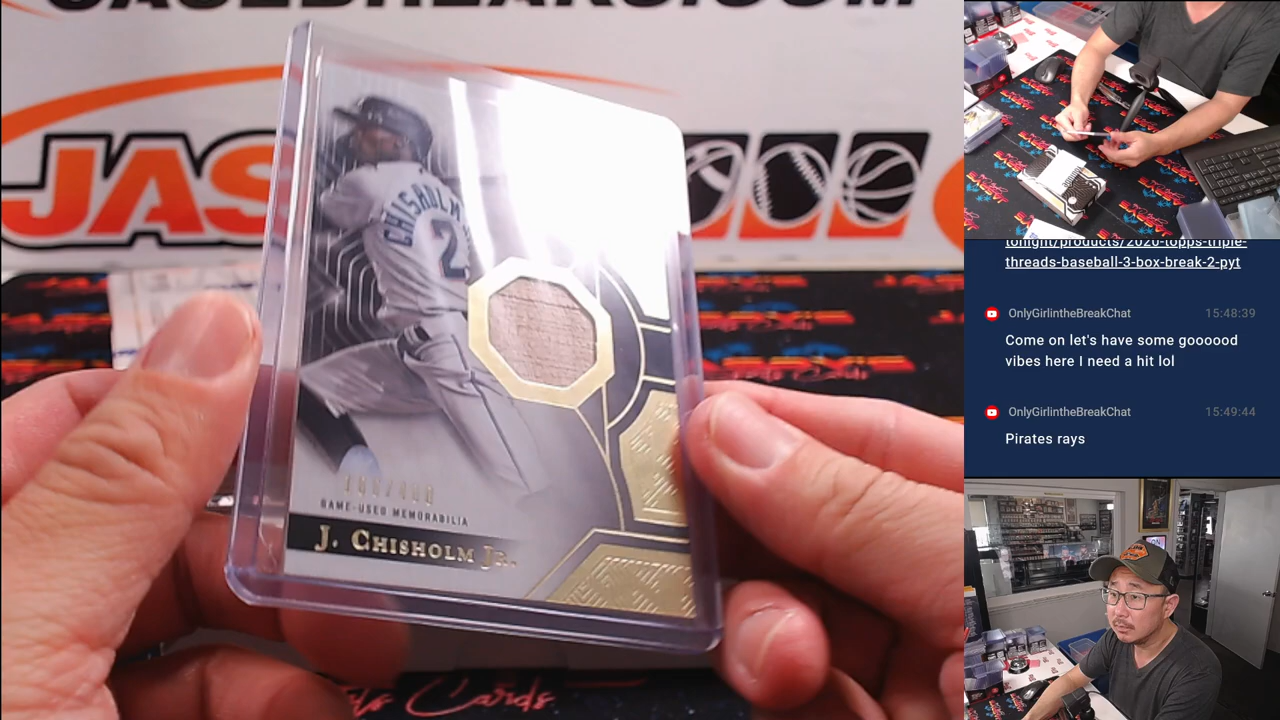 JAS
CHISHOLM
2
GAME-USED MEMORABILIA
J. CHISHOLM JR.
tonight/products/2020-topps-triple-
threads-baseball-3-box-break-2-pyt
OnlyGirlintheBreakChat
15:48:39
Come on let's have some goooood
vibes here I need a hit lol
OnlyGirlintheBreakChat
15:49:44
Pirates rays
Cards